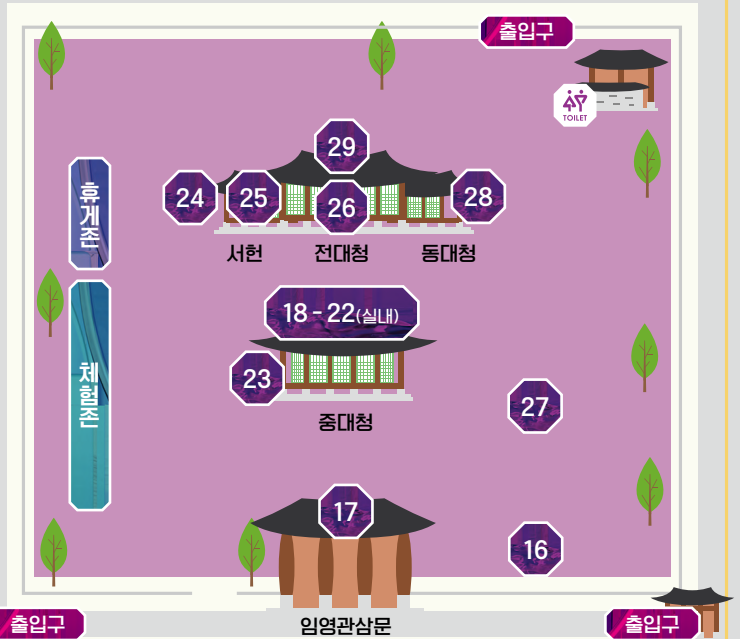 출입구
TOILET
29
24
25
26
28
휴게존
서헌
전대청
동대청
18 - 22(실내)
23
체험존
27
중대청
17
16
출입구
임영관삼문
출입구